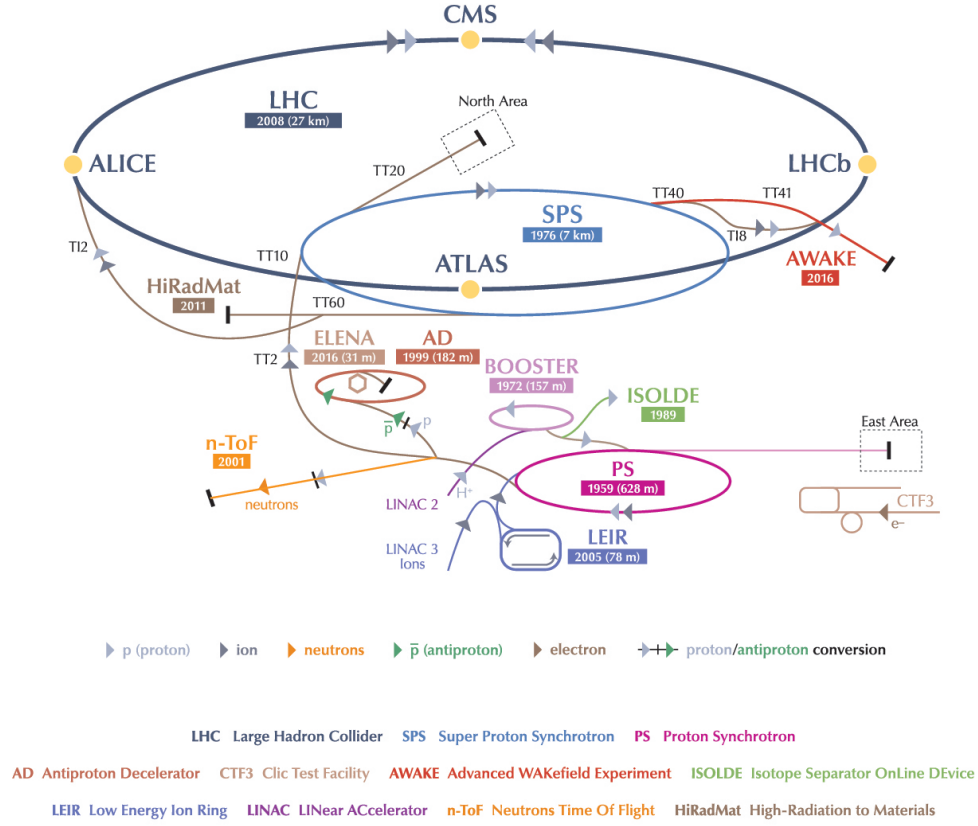 CMS
LHC
2008 (27 km)
North Area
ALICE
TT20
LHCb
TT40
TT41
SPS
1976 (7 km)
TI8
TI2
TT10
ATLAS
AWAKE
2016
HiRadMat
2011
TT60
ELENA
2016 (31 m)
AD
1999 (182 m)
TT2
BOOSTER
1972 (157 m)
ISOLDE
1989
p̅
p
East Area
n-ToF
2001
PS
1959 (628 m)
neutrons
H+
LINAC 2
CTF3
e–
LEIR
2005 (78 m)
LINAC 3
Ions
p (proton) ion neutrons p̅ (antiproton) electron proton/antiproton conversion
LHC Large Hadron Collider SPS Super Proton Synchrotron PS Proton Synchrotron
AD Antiproton Decelerator CTF3 Clic Test Facility AWAKE Advanced WAKefield Experiment ISOLDE Isotope Separator OnLine DEvice
LEIR Low Energy Ion Ring LINAC LINear ACcelerator n-ToF Neutrons Time Of Flight HiRadMat High-Radiation to Materials